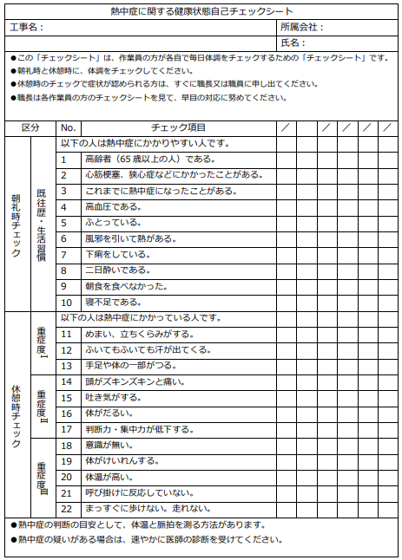 熱中症に関する健康状態自己チェックシート
工事名：
所属会社：
氏名：
●この「チェックシート」は、作業員の方が各自で毎日体調をチェックするための「チェックシート」です。
●朝礼時と休憩時に、体調をチェックしてください。
●休憩時のチェックで症状が認められる方は、すぐに職長又は職員に申し出てください。
●職長は各作業員の方のチェックシートを見て、早目の対応に努めてください。
区分 No. チェック項目 ／ ／ ／ ／ ／ ／
朝礼時チェック
既往歴・生活習慣
以下の人は熱中症にかかりやすい人です。
1 高齢者（65 歳以上の人）である。
2 心筋梗塞、狭心症などにかかったことがある。
3 これまでに熱中症になったことがある。
4 高血圧である。
5 ふとっている。
6 風邪を引いて熱がある。
7 下痢をしている。
8 二日酔いである。
9 朝食を食べなかった。
10 寝不足である。
休憩時チェック
以下の人は熱中症にかかっている人です。
重症度Ⅰ
11 めまい、立ちくらみがする。
12 ふいてもふいても汗が出てくる。
13 手足や体の一部がつる。
重症度Ⅱ
14 頭がズキンズキンと痛い。
15 吐き気がする。
16 体がだるい。
17 判断力・集中力が低下する。
重症度Ⅲ
18 意識が無い。
19 体がけいれんする。
20 体温が高い。
21 呼び掛けに反応していない。
22 まっすぐに歩けない。走れない。
●熱中症の判断の目安として、体温と脈拍を測る方法があります。
●熱中症の疑いがある場合は、速やかに医師の診断を受けてください。